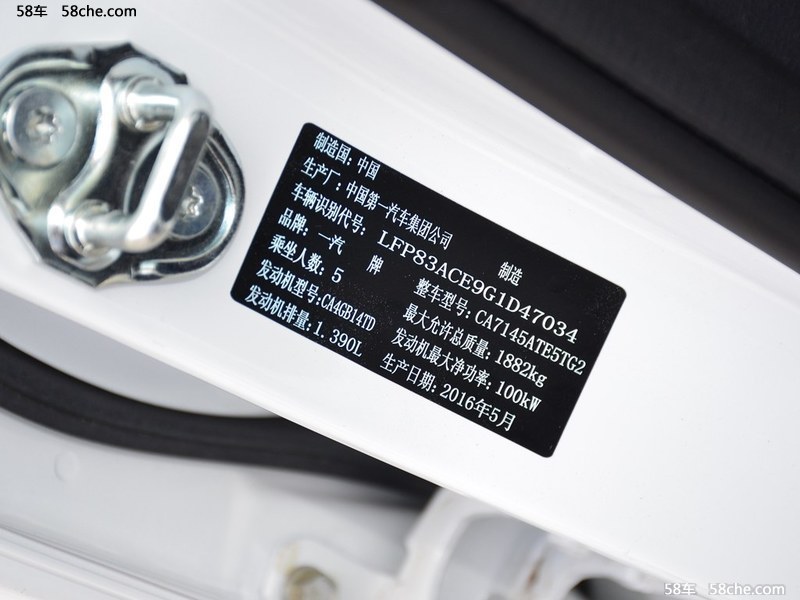 58车 58che.com
制造国:中国
生产厂:中国第一汽车集团公司 制造
车辆识别代号: LFP83ACE9G1D47034
品牌: 一汽 牌 整车型号: CA7145ATE5TG2
乘坐人数: 5 最大允许总质量: 1882kg
发动机型号:CA4GB14TD 发动机最大净功率: 100kW
发动机排量:1.390L 生产日期: 2016年5月
58车 58che.com